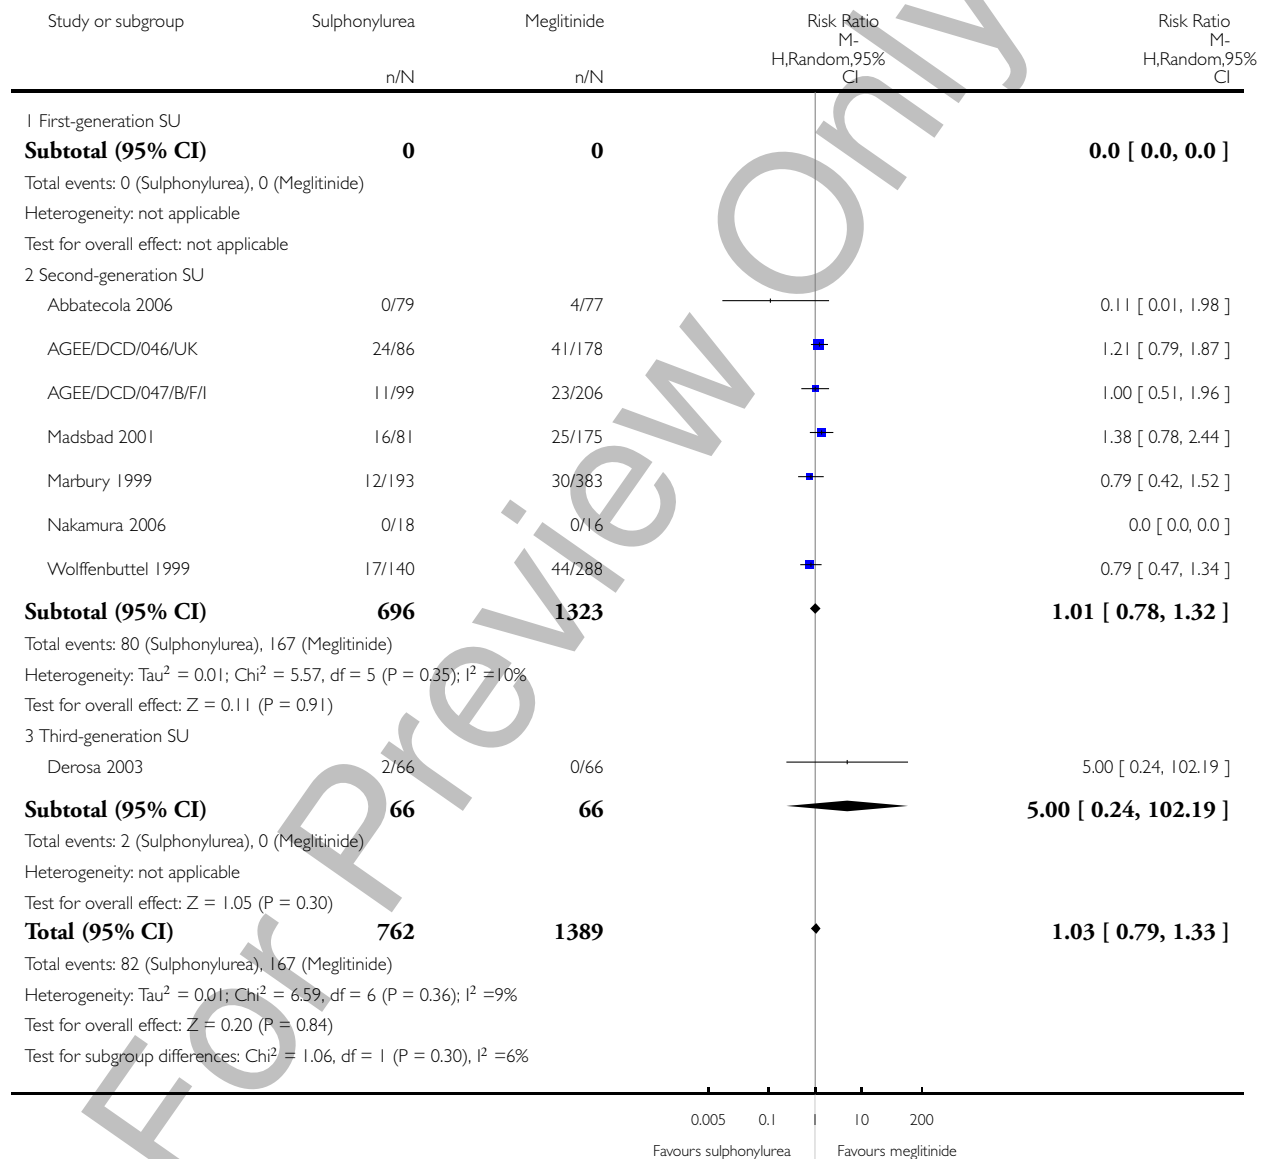 Study or subgroup Sulphonylurea Meglitinide Risk Ratio Risk Ratio
M- M-
H,Random,95% H,Random,95%
n/N n/N CI CI
1 First-generation SU
Subtotal (95% CI) 0 0 0.0 [ 0.0, 0.0 ]
Total events: 0 (Sulphonylurea), 0 (Meglitinide)
Heterogeneity: not applicable
Test for overall effect: not applicable
2 Second-generation SU
Abbatecola 2006 0/79 4/77 0.11 [ 0.01, 1.98 ]
AGEE/DCD/046/UK 24/86 41/178 1.21 [ 0.79, 1.87 ]
AGEE/DCD/047/B/F/I 11/99 23/206 1.00 [ 0.51, 1.96 ]
Madsbad 2001 16/81 25/175 1.38 [ 0.78, 2.44 ]
Marbury 1999 12/193 30/383 0.79 [ 0.42, 1.52 ]
Nakamura 2006 0/18 0/16 0.0 [ 0.0, 0.0 ]
Wolffenbuttel 1999 17/140 44/288 0.79 [ 0.47, 1.34 ]
Subtotal (95% CI) 696 1323 1.01 [ 0.78, 1.32 ]
Total events: 80 (Sulphonylurea), 167 (Meglitinide)
Heterogeneity: Tau² = 0.01; Chi² = 5.57, df = 5 (P = 0.35); I² =10%
Test for overall effect: Z = 0.11 (P = 0.91)
3 Third-generation SU
Derosa 2003 2/66 0/66 5.00 [ 0.24, 102.19 ]
Subtotal (95% CI) 66 66 5.00 [ 0.24, 102.19 ]
Total events: 2 (Sulphonylurea), 0 (Meglitinide)
Heterogeneity: not applicable
Test for overall effect: Z = 1.05 (P = 0.30)
Total (95% CI) 762 1389 1.03 [ 0.79, 1.33 ]
Total events: 82 (Sulphonylurea), 167 (Meglitinide)
Heterogeneity: Tau² = 0.01; Chi² = 6.59, df = 6 (P = 0.36); I² =9%
Test for overall effect: Z = 0.20 (P = 0.84)
Test for subgroup differences: Chi² = 1.06, df = 1 (P = 0.30), I² =6%
0.005 0.1 1 10 200
Favours sulphonylurea Favours meglitinide
For Preview Only